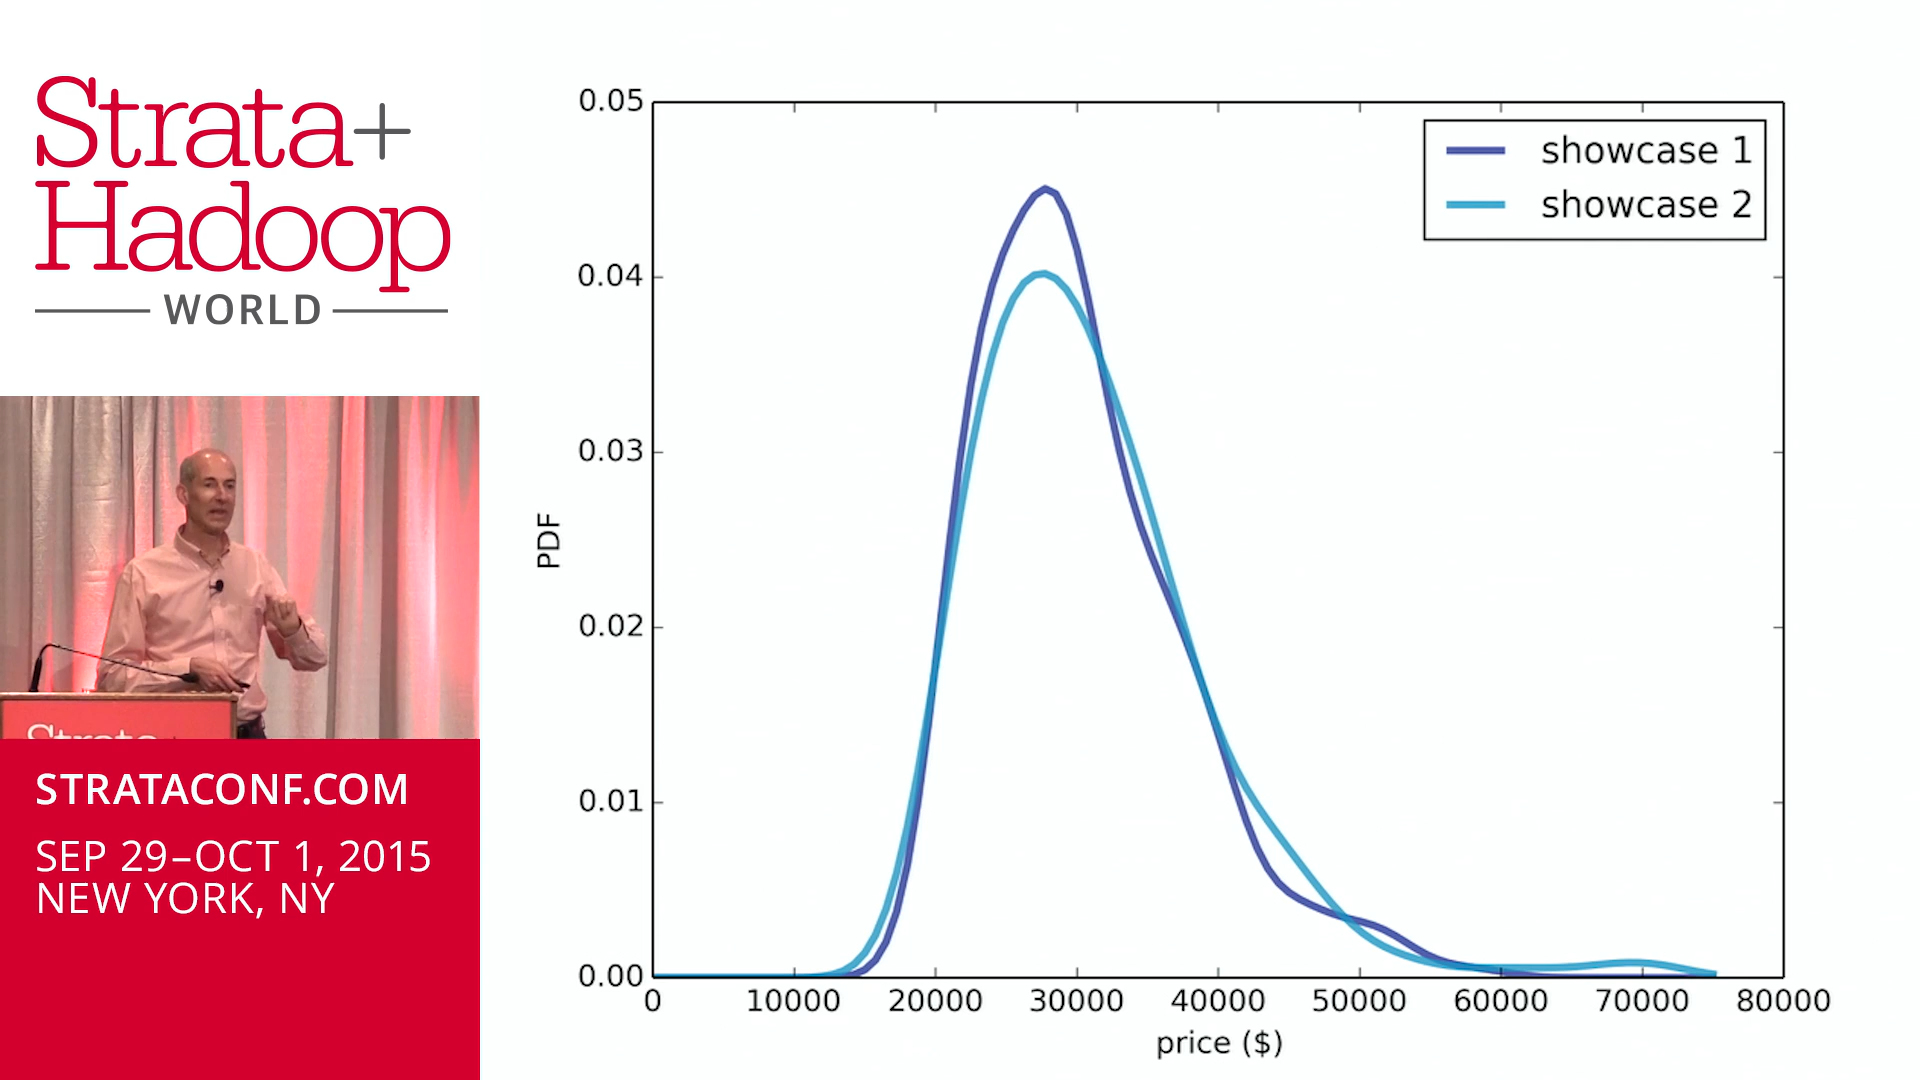 Strata+
Hadoop
WORLD
Strata+
STRATACONF.COM
SEP 29–OCT 1, 2015
NEW YORK, NY
showcase 1
showcase 2
0.05
0.04
0.03
0.02
0.01
0.00
PDF
0 10000 20000 30000 40000 50000 60000 70000 80000
price ($)